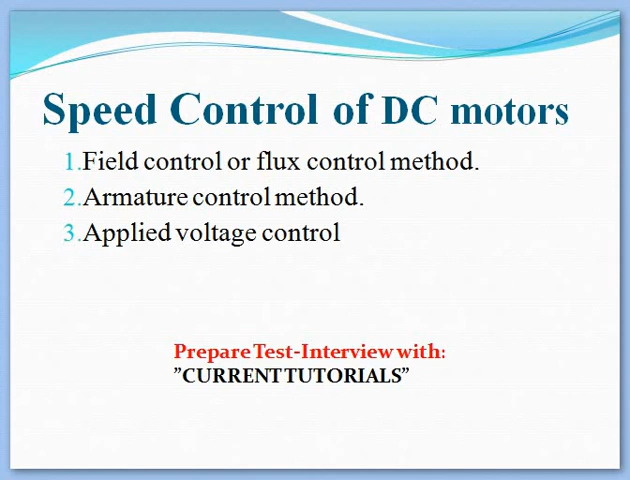 Speed Control of DC motors
1.Field control or flux control method.
2.Armature control method.
3.Applied voltage control
Prepare Test-Interview with:
”CURRENT TUTORIALS”